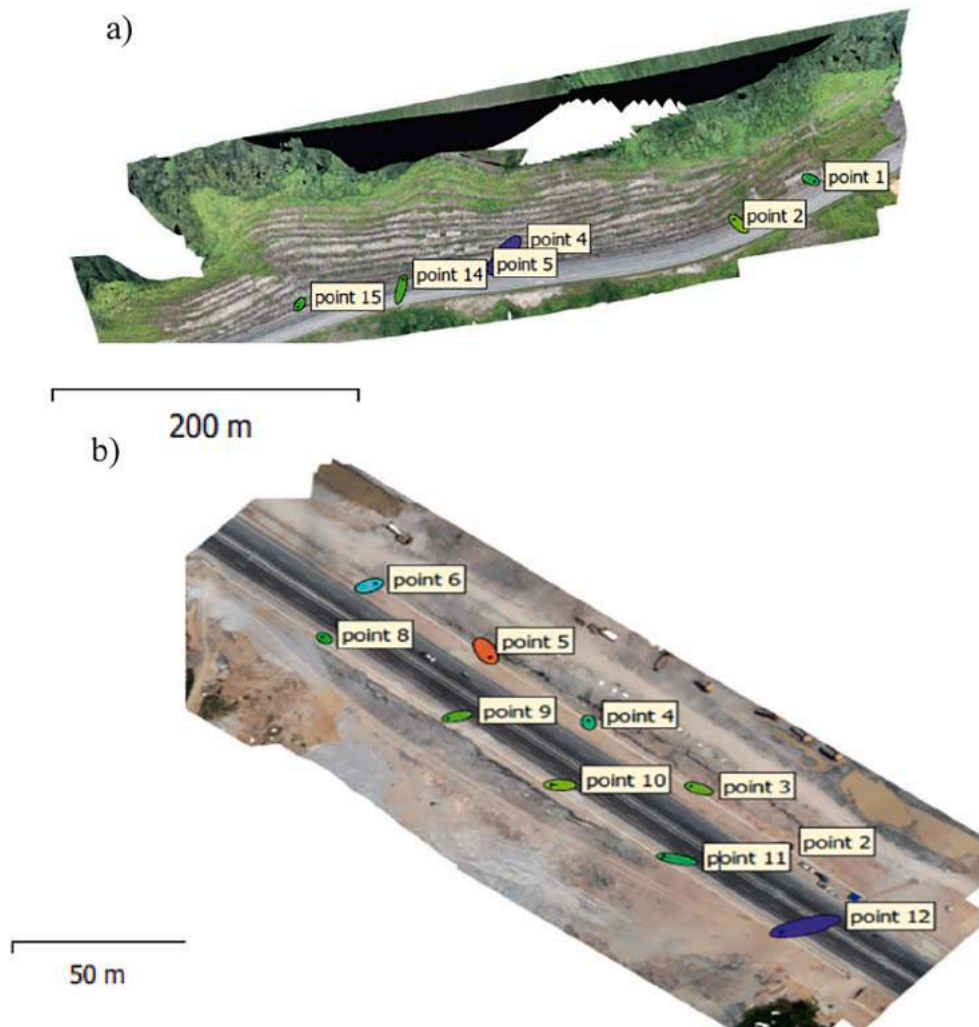 a)
point 1
point 2
point 4
point 5
point 14
point 15
200 m
b)
point 6
point 5
point 8
point 9
point 4
point 10
point 3
point 2
point 11
point 12
50 m